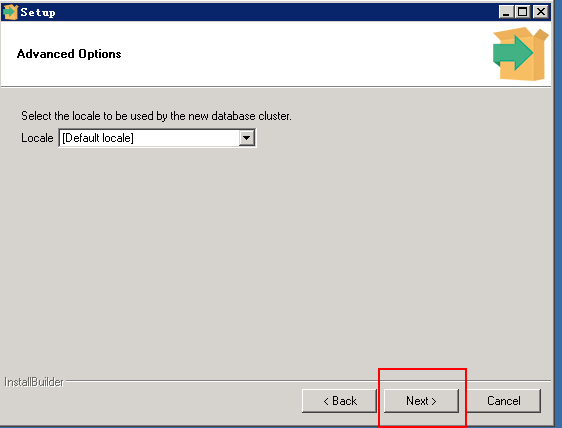 Setup
Advanced Options
Select the locale to be used by the new database cluster.
Locale [Default locale]
InstallBuilder
< Back Next > Cancel